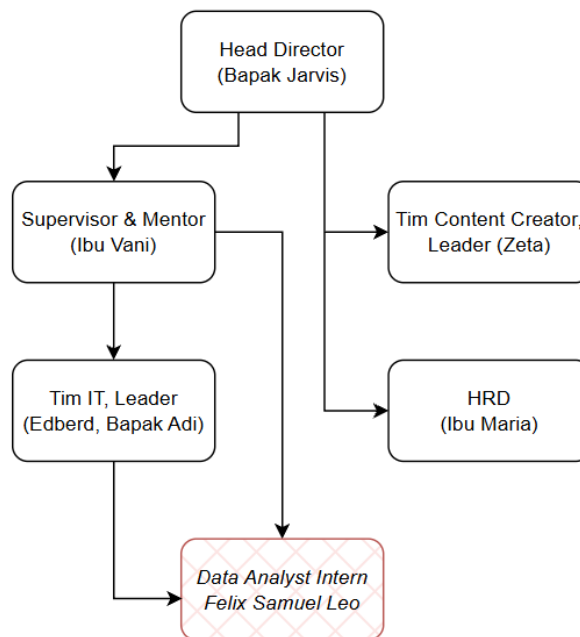 Head Director
(Bapak Jarvis)
Supervisor & Mentor
(Ibu Vani)
Tim Content Creator,
Leader (Zeta)
Tim IT, Leader
(Edberd, Bapak Adi)
HRD
(Ibu Maria)
Data Analyst Intern
Felix Samuel Leo